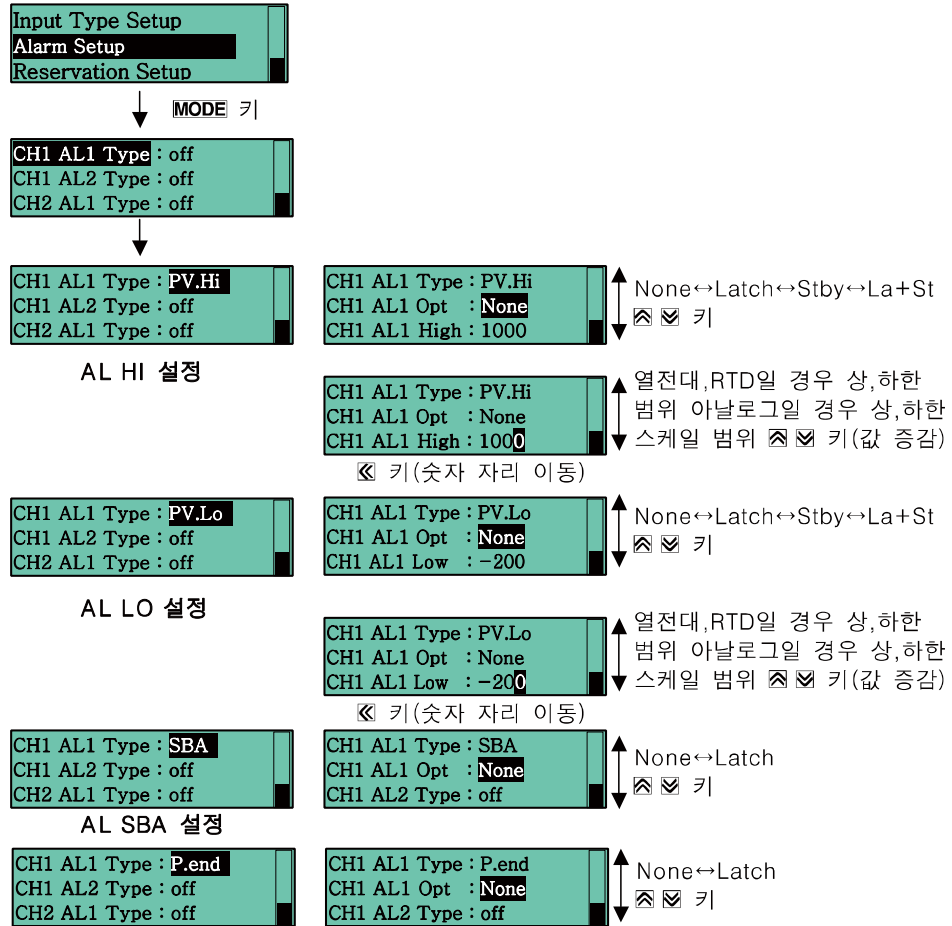 Input Type Setup
Alarm Setup
Reservation Setup
MODE 키
CH1 AL1 Type : off
CH1 AL2 Type : off
CH2 AL1 Type : off
CH1 AL1 Type : PV.Hi
CH1 AL2 Type : off
CH2 AL1 Type : off
AL HI 설정
CH1 AL1 Type : PV.Hi
CH1 AL1 Opt : None
CH1 AL1 High : 1000
None↔Latch↔Stby↔La+St
키
CH1 AL1 Type : PV.Hi
CH1 AL1 Opt : None
CH1 AL1 High : 1000
열전대,RTD일 경우 상,하한
범위 아날로그일 경우 상,하한
스케일 범위 키(값 증감)
키(숫자 자리 이동)
CH1 AL1 Type : PV.Lo
CH1 AL2 Type : off
CH2 AL1 Type : off
AL LO 설정
CH1 AL1 Type : PV.Lo
CH1 AL1 Opt : None
CH1 AL1 Low : -200
None↔Latch↔Stby↔La+St
키
CH1 AL1 Type : PV.Lo
CH1 AL1 Opt : None
CH1 AL1 Low : -200
열전대,RTD일 경우 상,하한
범위 아날로그일 경우 상,하한
스케일 범위 키(값 증감)
키(숫자 자리 이동)
CH1 AL1 Type : SBA
CH1 AL2 Type : off
CH2 AL1 Type : off
AL SBA 설정
CH1 AL1 Type : SBA
CH1 AL1 Opt : None
CH1 AL2 Type : off
None↔Latch
키
CH1 AL1 Type : P.end
CH1 AL2 Type : off
CH2 AL1 Type : off
CH1 AL1 Type : P.end
CH1 AL1 Opt : None
CH1 AL2 Type : off
None↔Latch
키